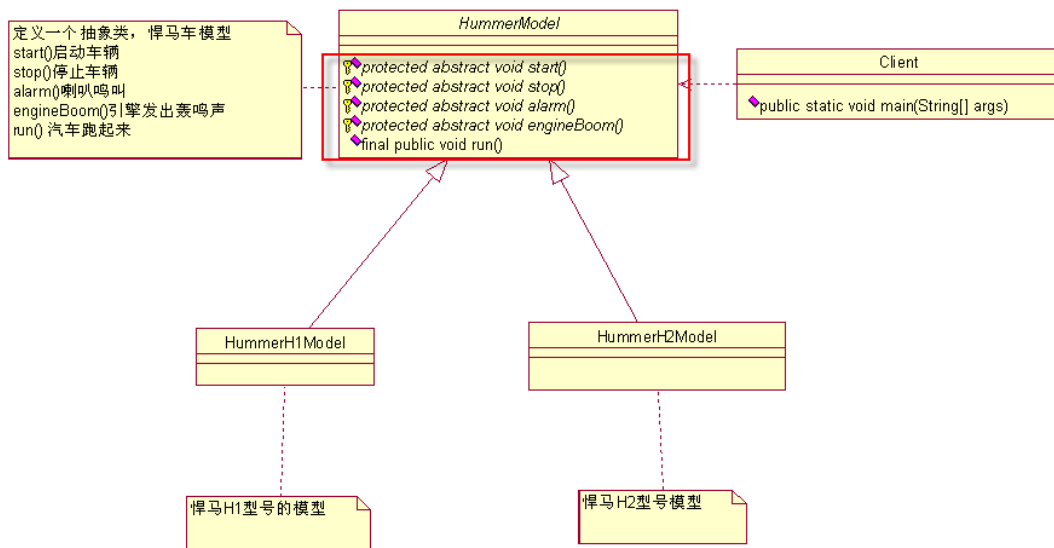 定义一个抽象类，悍马车模型
start()启动车辆
stop()停止车辆
alarm()喇叭鸣叫
engineBoom()引擎发出轰鸣声
run() 汽车跑起来
HummerModel
protected abstract void start()
protected abstract void stop()
protected abstract void alarm()
protected abstract void engineBoom()
final public void run()
Client
public static void main(String[] args)
HummerH1Model
HummerH2Model
悍马H1型号的模型
悍马H2型号模型